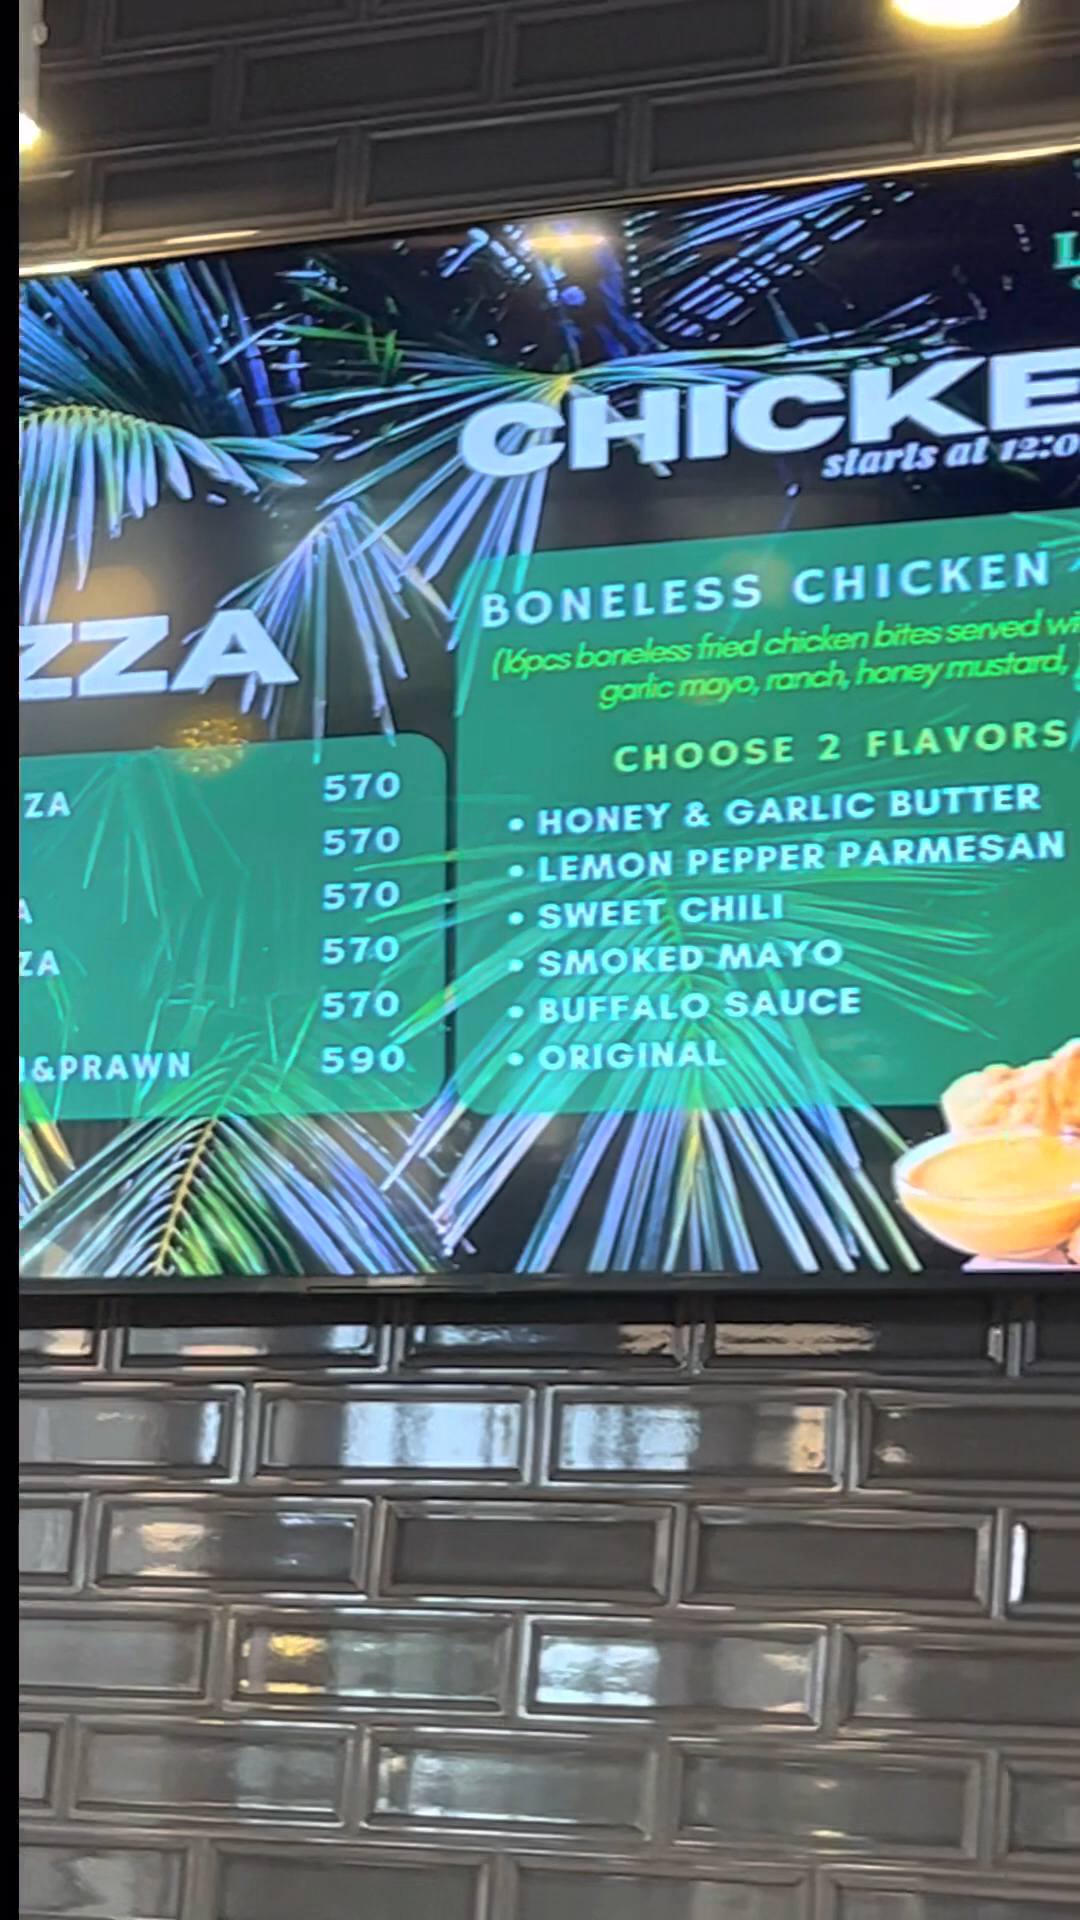 ZZA
ZA 570
570
A 570
ZA 570
570
&PRAWN 590
L
CHICKE
starts at 12:0
BONELESS CHICKEN
(16pcs boneless fried chicken bites served wi
garlic mayo, ranch, honey mustard,
CHOOSE 2 FLAVORS
• HONEY & GARLIC BUTTER
• LEMON PEPPER PARMESAN
• SWEET CHILI
• SMOKED MAYO
• BUFFALO SAUCE
• ORIGINAL